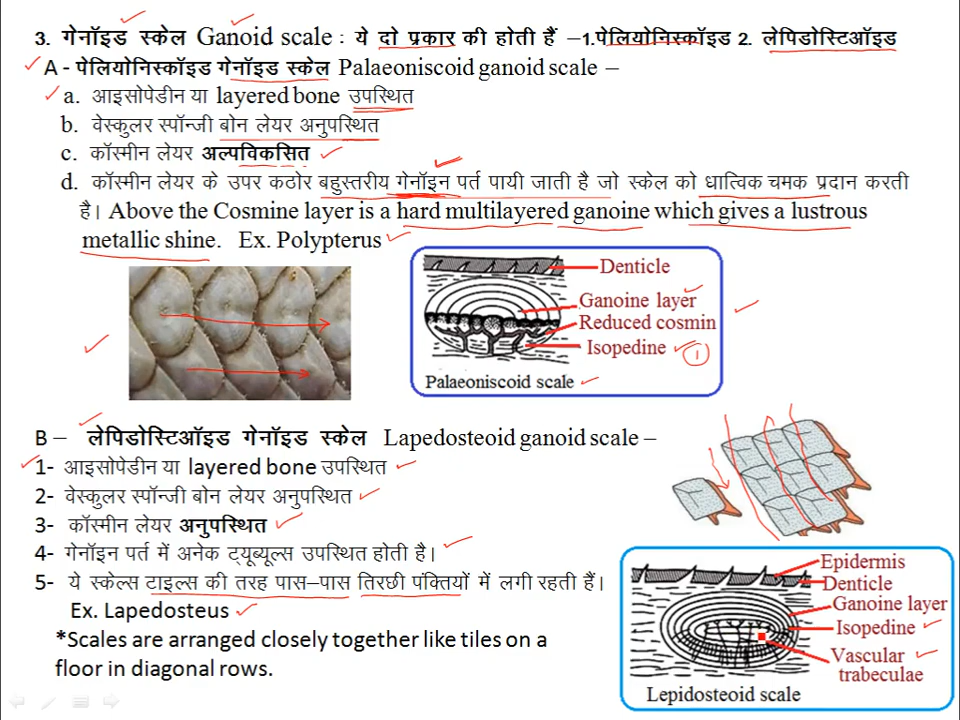 3. गेनॉइड स्केल Ganoid scale : ये दो प्रकार की होती हैं –1.पेलियोनिस्कॉइड 2. लेपिडोस्टिऑइड
A - पेलियोनिस्कॉइड गेनॉइड स्केल Palaeoniscoid ganoid scale –
a. आइसोपेडीन या layered bone उपस्थित
b. वेस्कुलर स्पॉन्जी बोन लेयर अनुपस्थित
c. कॉस्मीन लेयर अल्पविकसित
d. कॉस्मीन लेयर के उपर कठोर बहुस्तरीय गेनॉइन पर्त पायी जाती है जो स्केल को धात्विक चमक प्रदान करती
है। Above the Cosmine layer is a hard multilayered ganoine which gives a lustrous
metallic shine. Ex. Polypterus
Denticle
Ganoine layer
Reduced cosmin
Isopedine 1
Palaeoniscoid scale
B – लेपिडोस्टिऑइड गेनॉइड स्केल Lapedosteoid ganoid scale –
1- आइसोपेडीन या layered bone उपस्थित
2- वेस्कुलर स्पॉन्जी बोन लेयर अनुपस्थित
3- कॉस्मीन लेयर अनुपस्थित
4- गेनॉइन पर्त में अनेक ट्यूब्यूल्स उपस्थित होती है।
5- ये स्केल्स टाइल्स की तरह पास–पास तिरछी पंक्तियों में लगी रहती हैं।
Ex. Lapedosteus
*Scales are arranged closely together like tiles on a
floor in diagonal rows.
Epidermis
Denticle
Ganoine layer
Isopedine
Vascular
trabeculae
Lepidosteoid scale